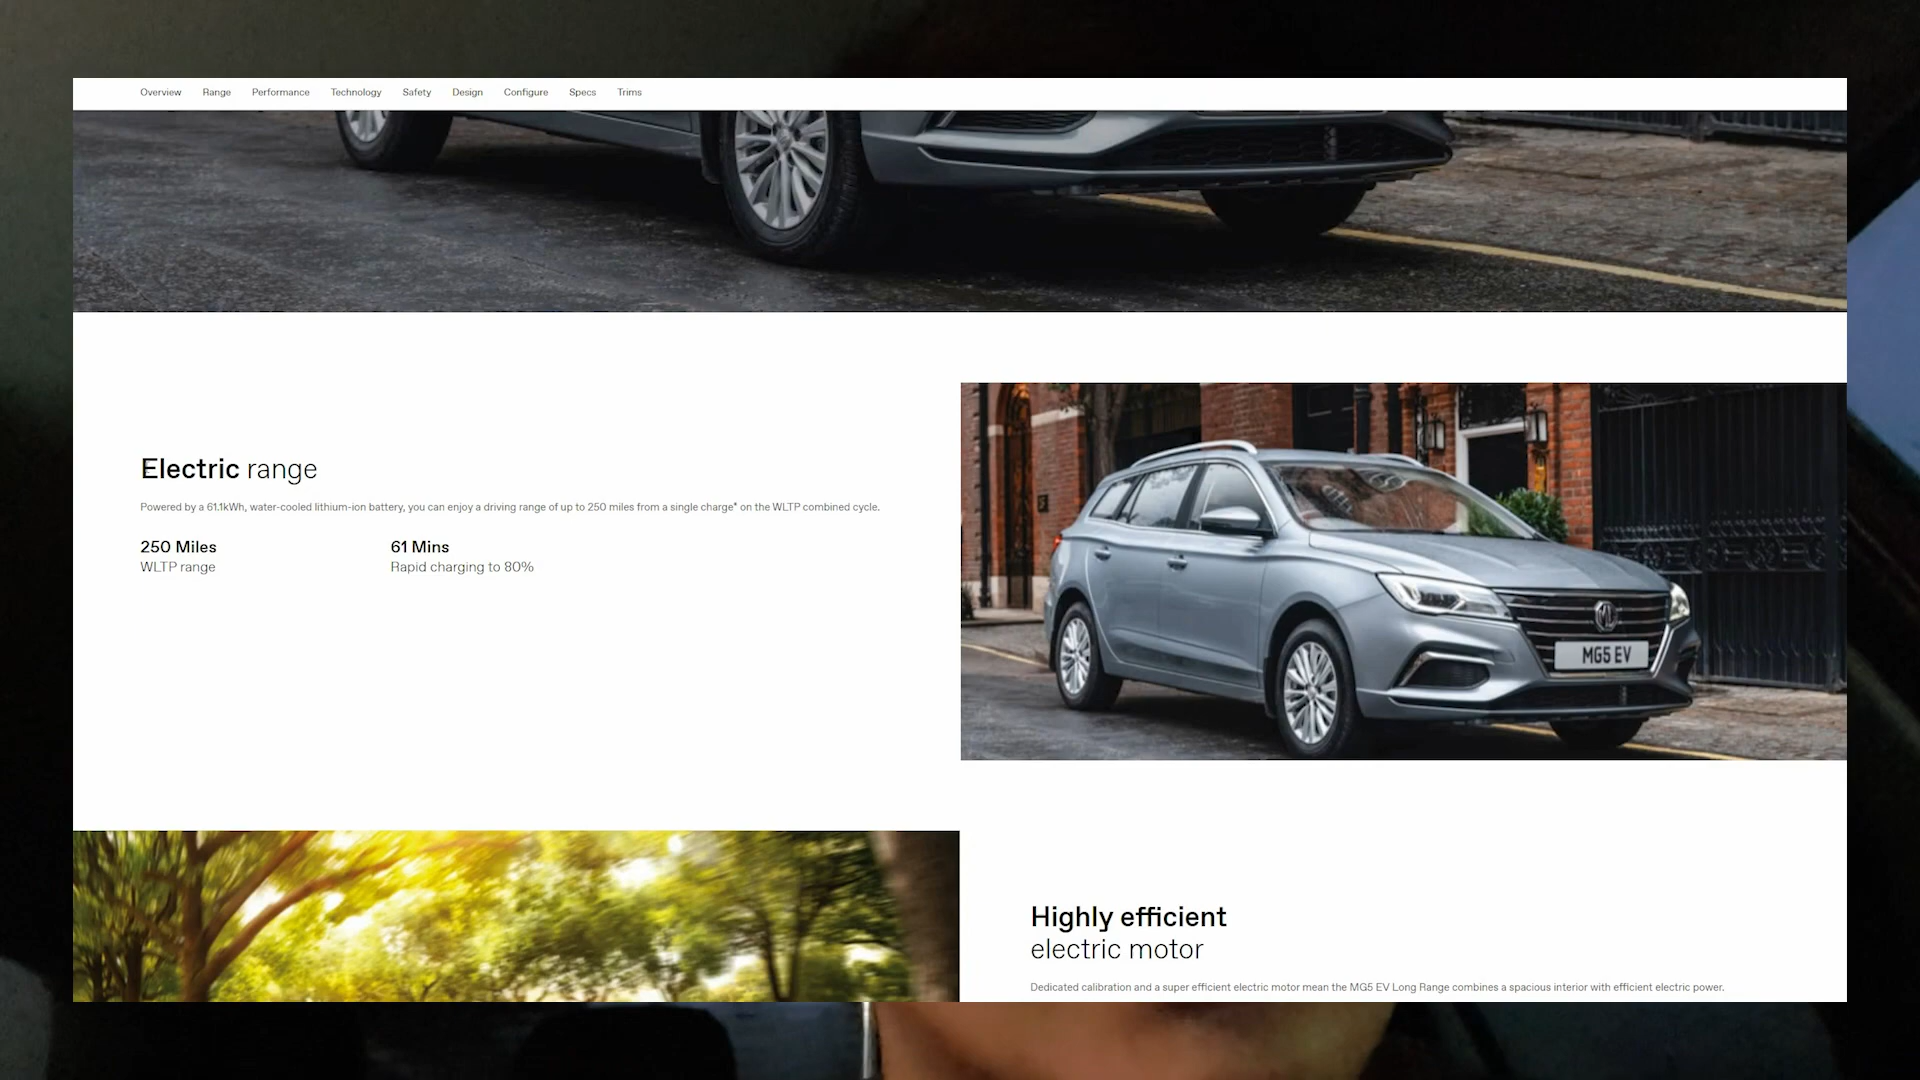 Overview Range Performance Technology Safety Design Configure Specs Trims
Electric range
Powered by a 61.1kWh, water-cooled lithium-ion battery, you can enjoy a driving range of up to 250 miles from a single charge* on the WLTP combined cycle.
250 Miles
WLTP range
61 Mins
Rapid charging to 80%
MG5 EV
Highly efficient
electric motor
Dedicated calibration and a super efficient electric motor mean the MG5 EV Long Range combines a spacious interior with efficient electric power.